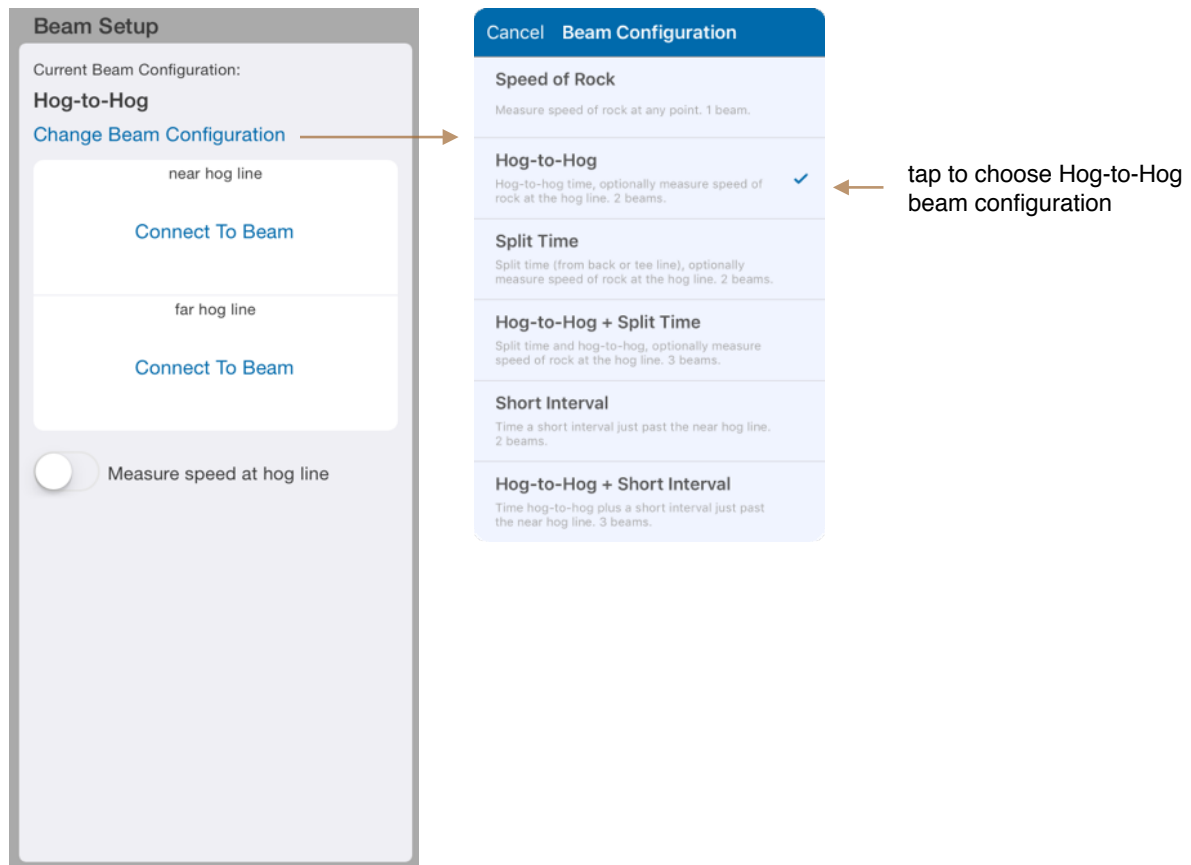 Beam Setup
Current Beam Configuration:
Hog-to-Hog
Change Beam Configuration
near hog line
Connect To Beam
far hog line
Connect To Beam
Measure speed at hog line
Cancel Beam Configuration
Speed of Rock
Measure speed of rock at any point. 1 beam.
Hog-to-Hog
Hog-to-hog time, optionally measure speed of
rock at the hog line. 2 beams.
Split Time
Split time (from back or tee line), optionally
measure speed of rock at the hog line. 2 beams.
Hog-to-Hog + Split Time
Split time and hog-to-hog, optionally measure
speed of rock at the hog line. 3 beams.
Short Interval
Time a short interval just past the near hog line.
2 beams.
Hog-to-Hog + Short Interval
Time hog-to-hog plus a short interval just past
the near hog line. 3 beams.
tap to choose Hog-to-Hog
beam configuration